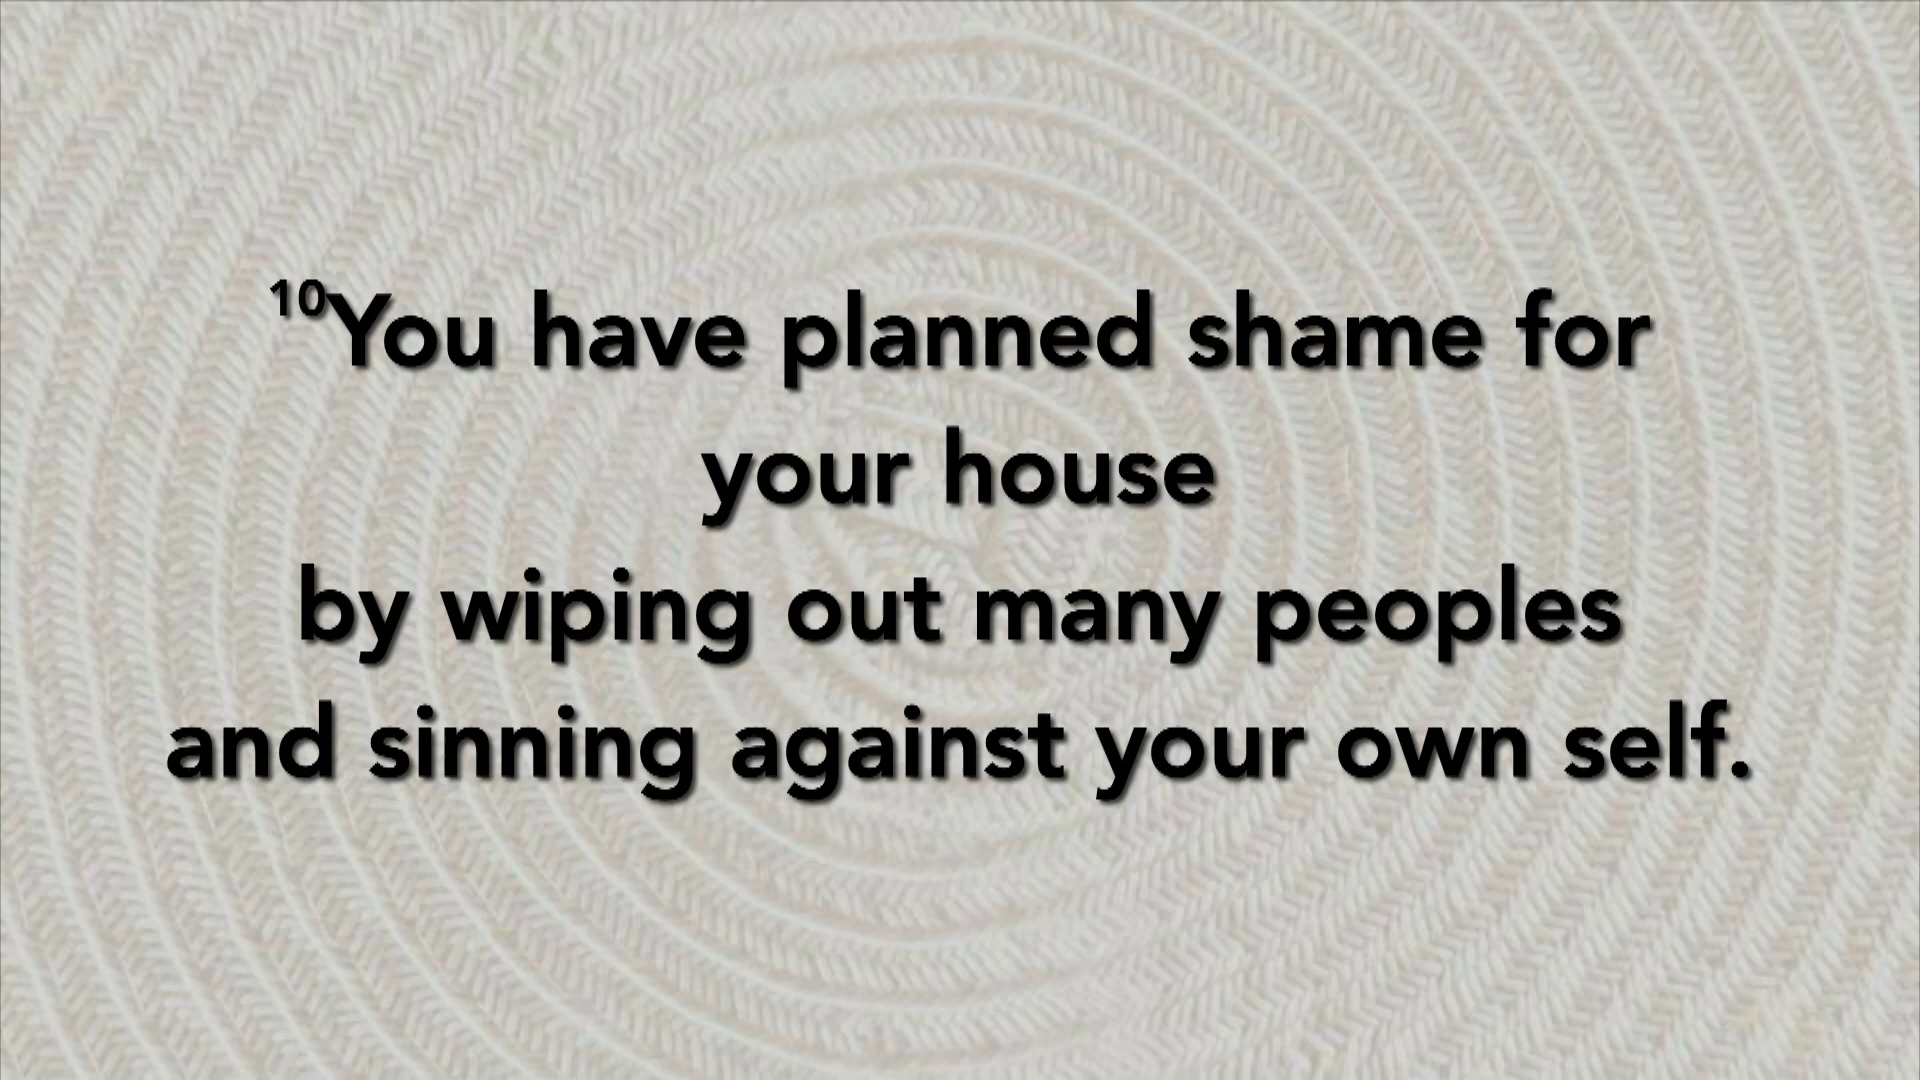 10You have planned shame for
your house
by wiping out many peoples
and sinning against your own self.